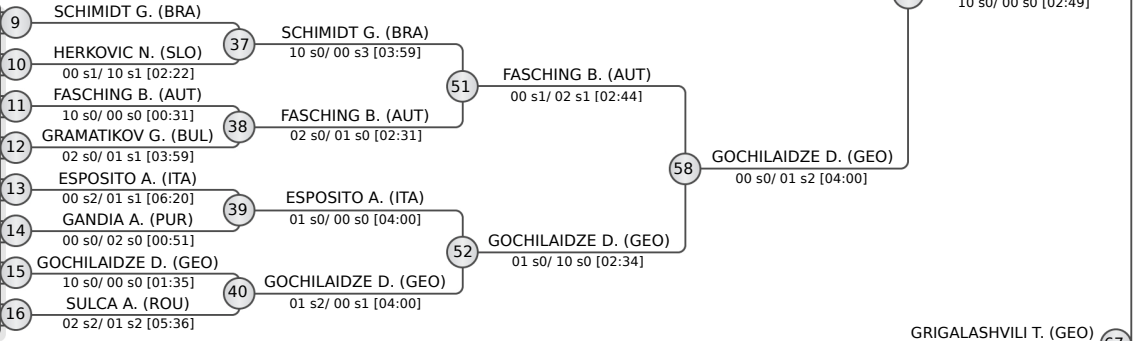 SCHIMIDT G. (BRA)
9
10
HERKOVIC N. (SLO)
00 s1/ 10 s1 [02:22]
37
SCHIMIDT G. (BRA)
10 s0/ 00 s3 [03:59]
FASCHING B. (AUT)
11
10 s0/ 00 s0 [00:31]
12
GRAMATIKOV G. (BUL)
02 s0/ 01 s1 [03:59]
38
FASCHING B. (AUT)
02 s0/ 01 s0 [02:31]
51
FASCHING B. (AUT)
00 s1/ 02 s1 [02:44]
ESPOSITO A. (ITA)
13
00 s2/ 01 s1 [06:20]
14
GANDIA A. (PUR)
00 s0/ 02 s0 [00:51]
39
ESPOSITO A. (ITA)
01 s0/ 00 s0 [04:00]
GOCHILAIDZE D. (GEO)
15
10 s0/ 00 s0 [01:35]
16
SULCA A. (ROU)
02 s2/ 01 s2 [05:36]
40
GOCHILAIDZE D. (GEO)
01 s2/ 00 s1 [04:00]
52
GOCHILAIDZE D. (GEO)
01 s0/ 10 s0 [02:34]
58
GOCHILAIDZE D. (GEO)
00 s0/ 01 s2 [04:00]
10 s0/ 00 s0 [02:49]
GRIGALASHVILI T. (GEO)